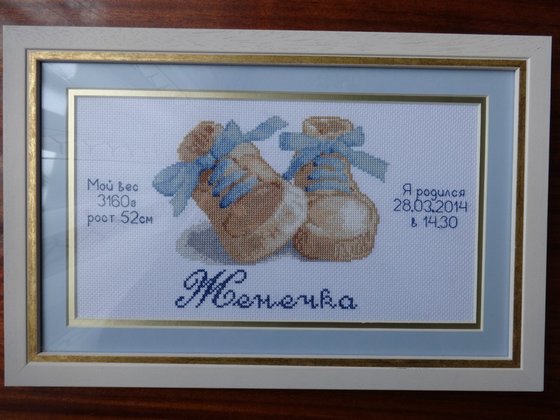 Мой вес
3160г
рост 52см
Я родился
28.03.2014
в 14.30
Женечка